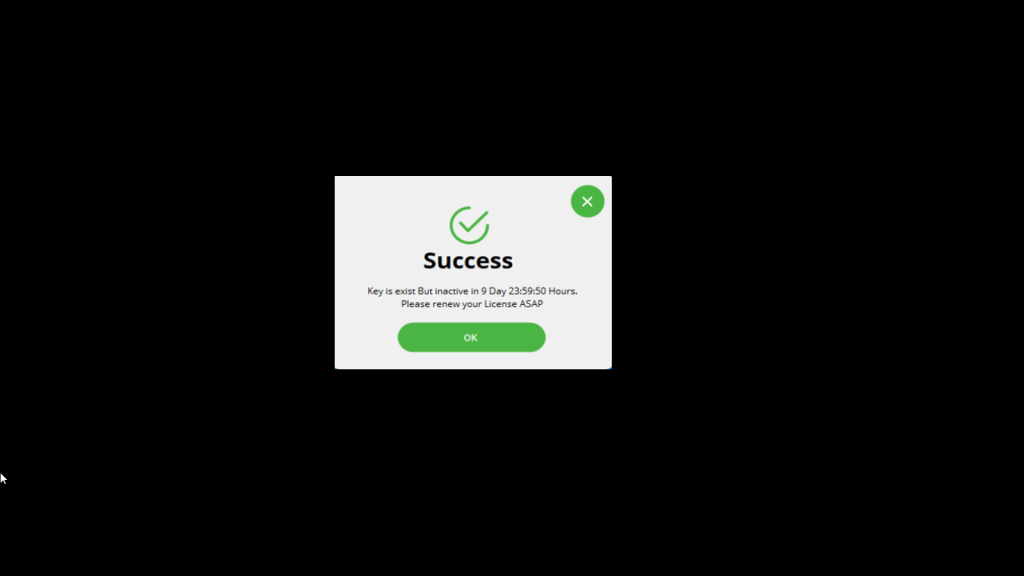 Success
Key is exist But inactive in 9 Day 23:59:50 Hours.
Please renew your License ASAP
OK